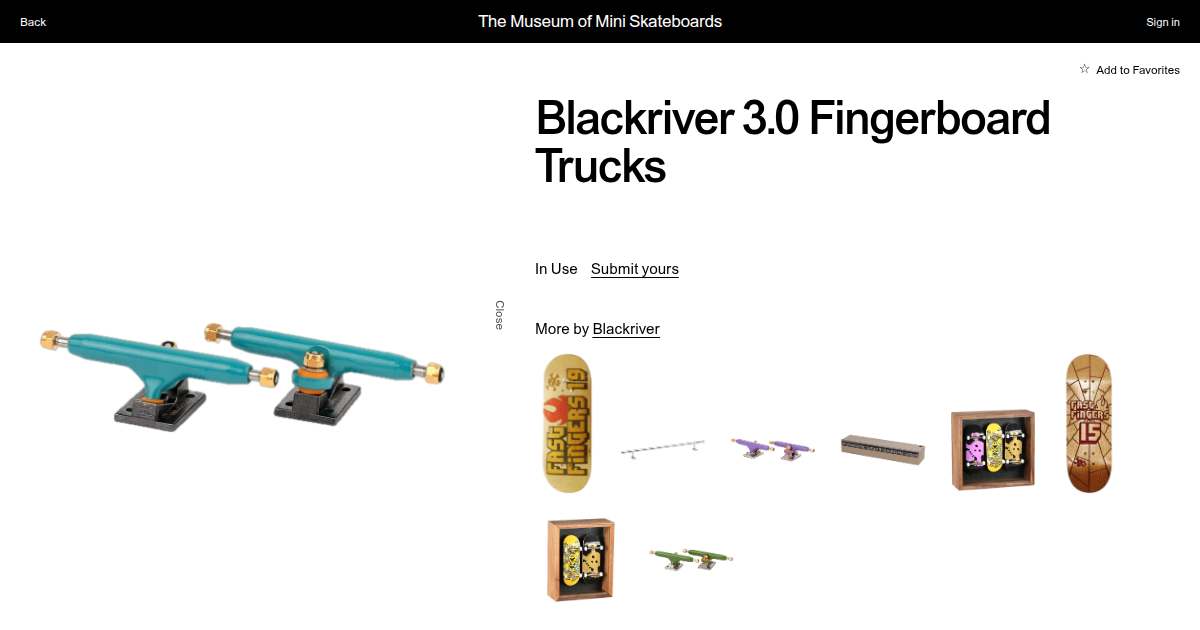 Back
The Museum of Mini Skateboards
Sign in
☆ Add to Favorites
Blackriver 3.0 Fingerboard
Trucks
In Use Submit yours
Close
More by Blackriver
FAST FINGERS 19
FAST
FINGERS
15